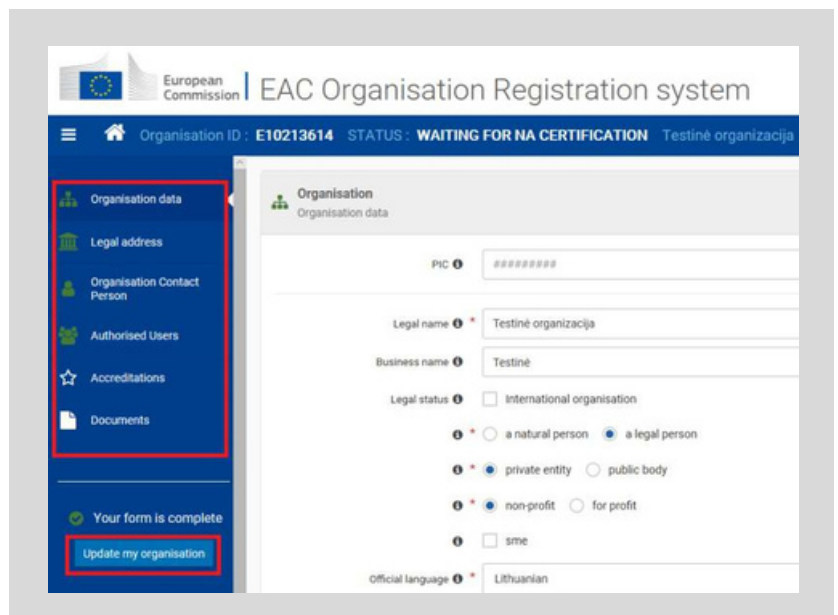 European
Commission
EAC Organisation Registration system
Organisation ID : E10213614 STATUS : WAITING FOR NA CERTIFICATION Testinė organizacija
Organisation data
Legal address
Organisation Contact
Person
Authorised Users
Accreditations
Documents
Your form is complete
Update my organisation
Organisation
Organisation data
PIC
#########
Legal name * Testinė organizacija
Business name Testinė
Legal status International organisation
* a natural person a legal person
* private entity public body
* non-profit for profit
sme
Official language * Lithuanian